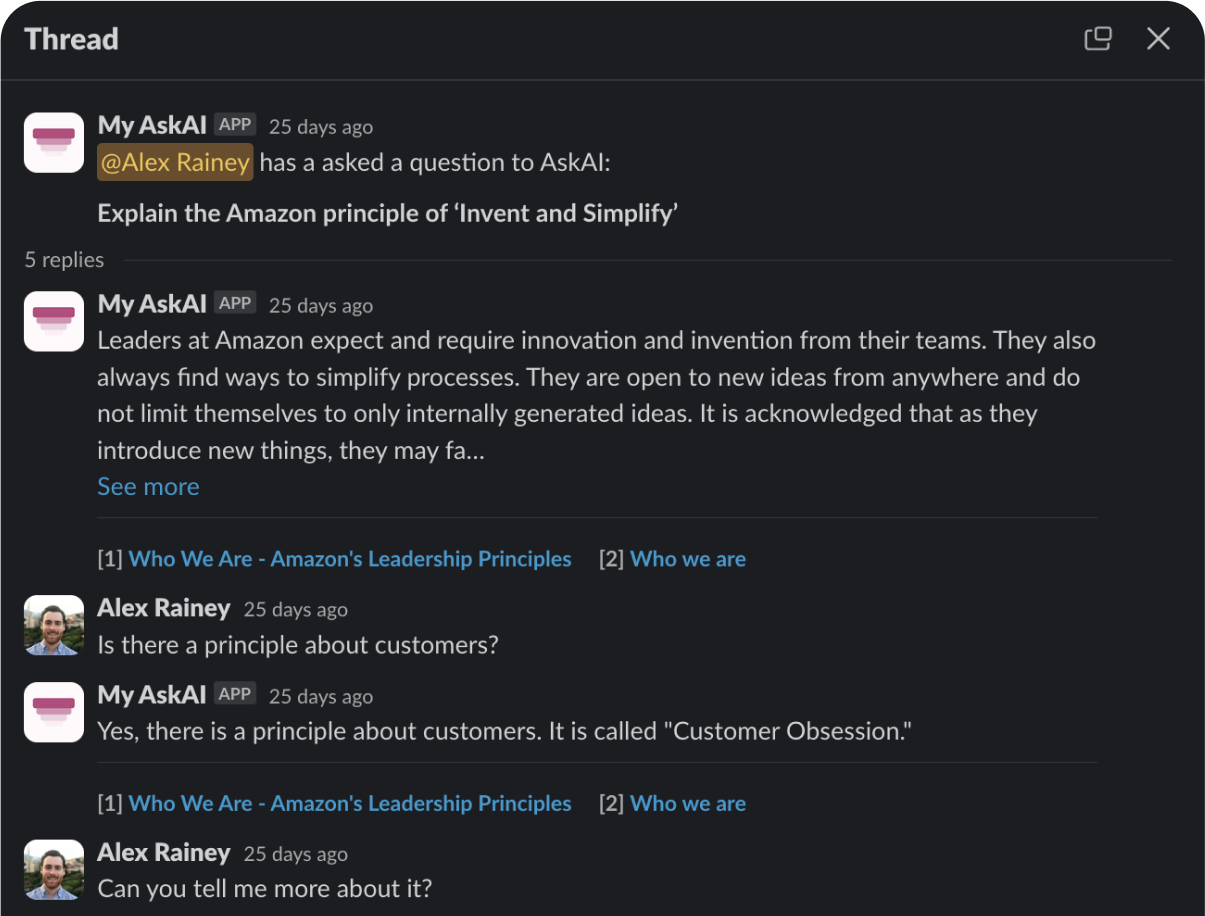 Thread
My AskAI APP 25 days ago
@Alex Rainey has a asked a question to AskAI:
Explain the Amazon principle of ‘Invent and Simplify’
5 replies
My AskAI APP 25 days ago
Leaders at Amazon expect and require innovation and invention from their teams. They also
always find ways to simplify processes. They are open to new ideas from anywhere and do
not limit themselves to only internally generated ideas. It is acknowledged that as they
introduce new things, they may fa...
See more
[1] Who We Are - Amazon's Leadership Principles [2] Who we are
Alex Rainey 25 days ago
Is there a principle about customers?
My AskAI APP 25 days ago
Yes, there is a principle about customers. It is called "Customer Obsession."
[1] Who We Are - Amazon's Leadership Principles [2] Who we are
Alex Rainey 25 days ago
Can you tell me more about it?